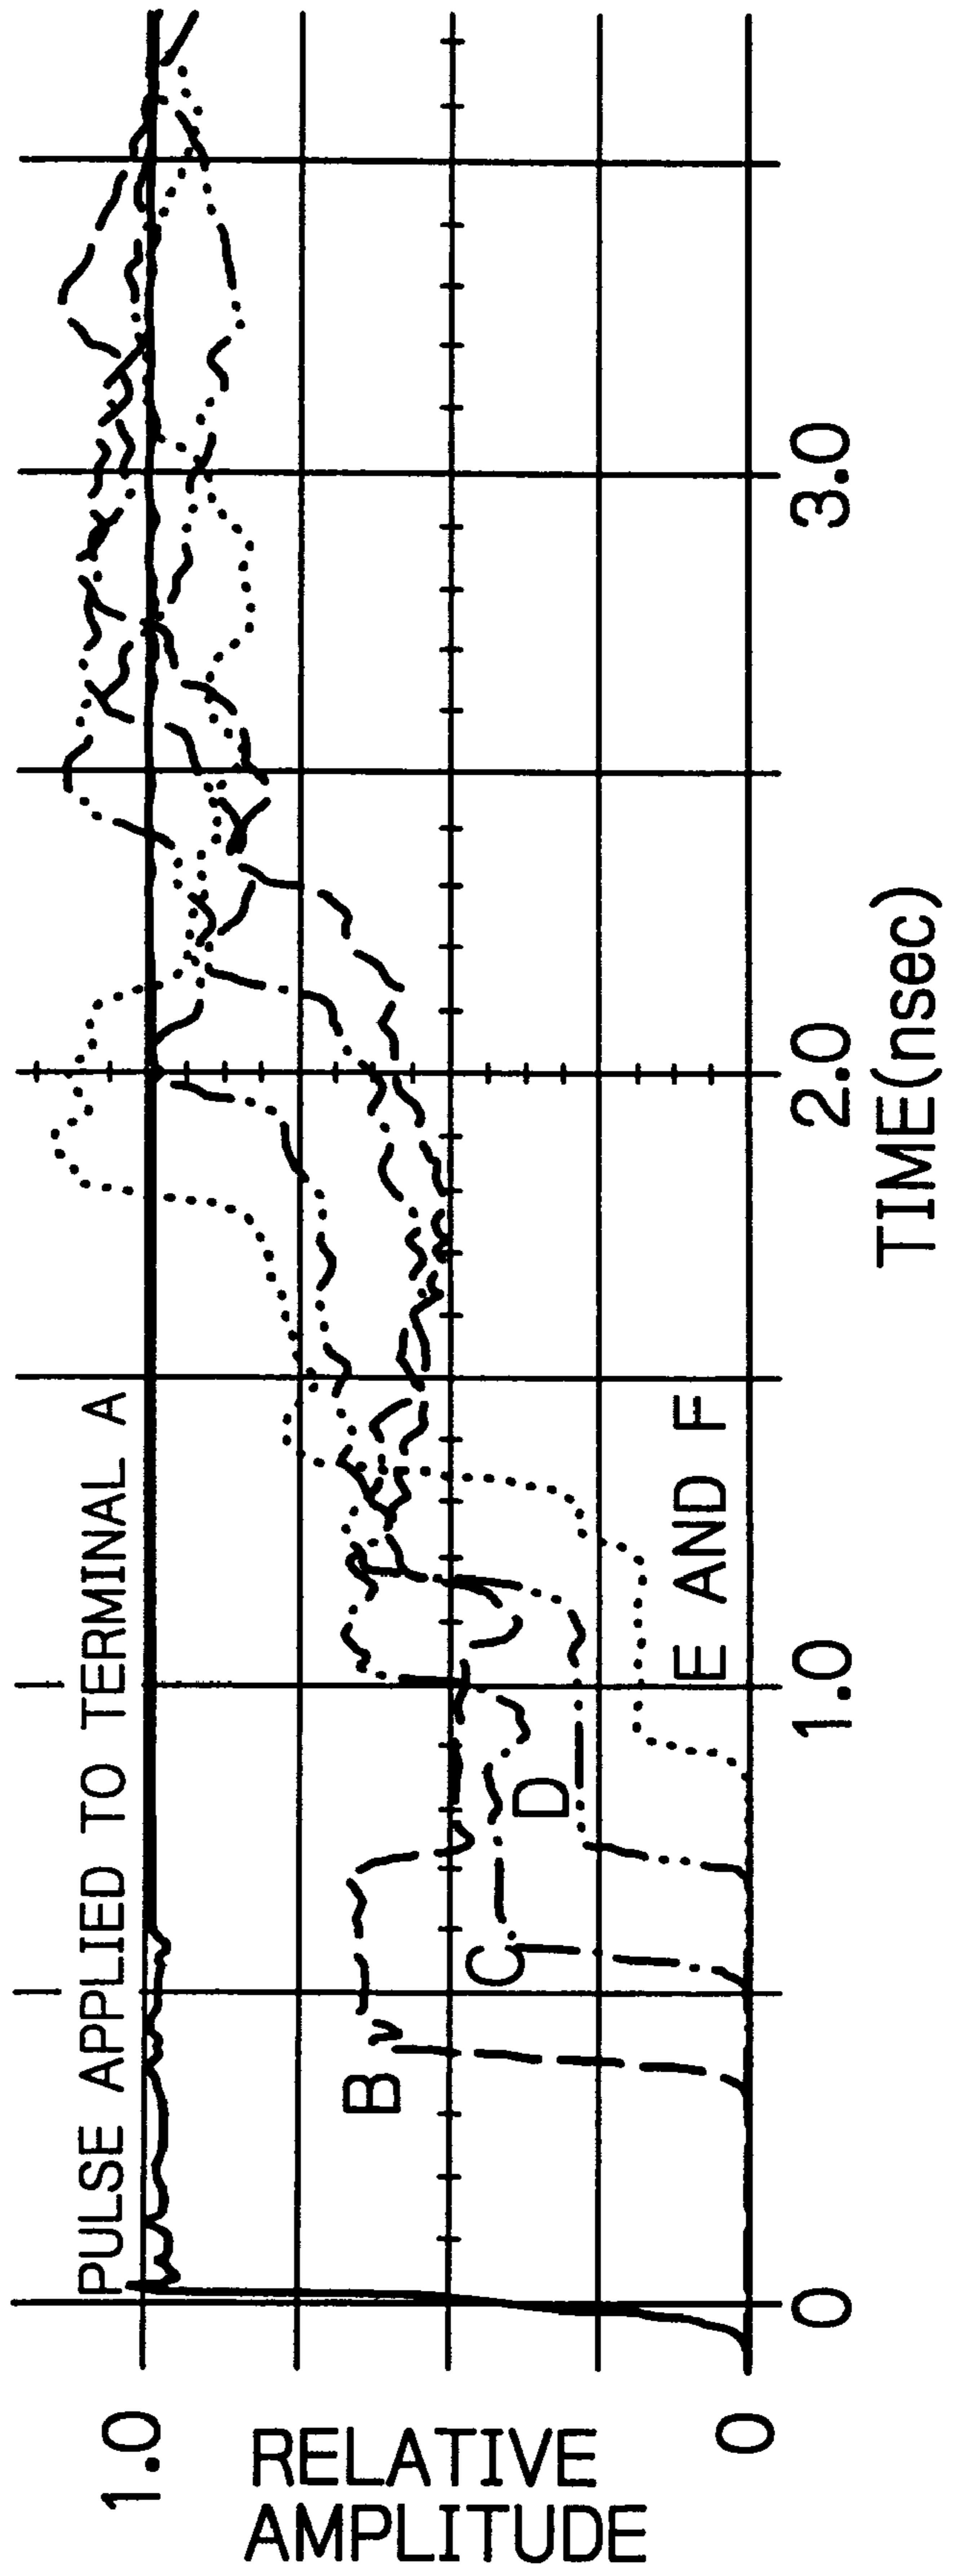 PULSE APPLIED TO TERMINAL A
1.0
RELATIVE
AMPLITUDE
0
B
C
D
E AND F
0
1.0
2.0
3.0
TIME(nsec)